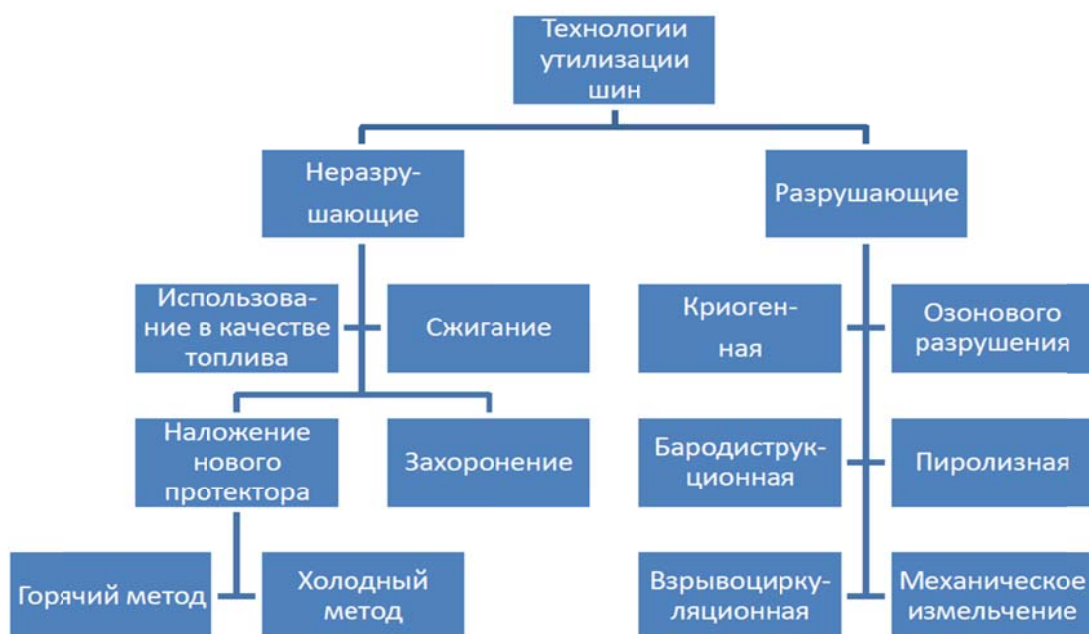 Технологии
утилизации
шин
Неразру-
шающие
Разрушающие
Использова-
ние в качестве
топлива
Сжигание
Криоген-
ная
Озонового
разрушения
Наложение
нового
протектора
Захоронение
Бародиструк-
ционная
Пиролизная
Горячий метод
Холодный
метод
Взрывоцирку-
ляционная
Механическое
измельчение